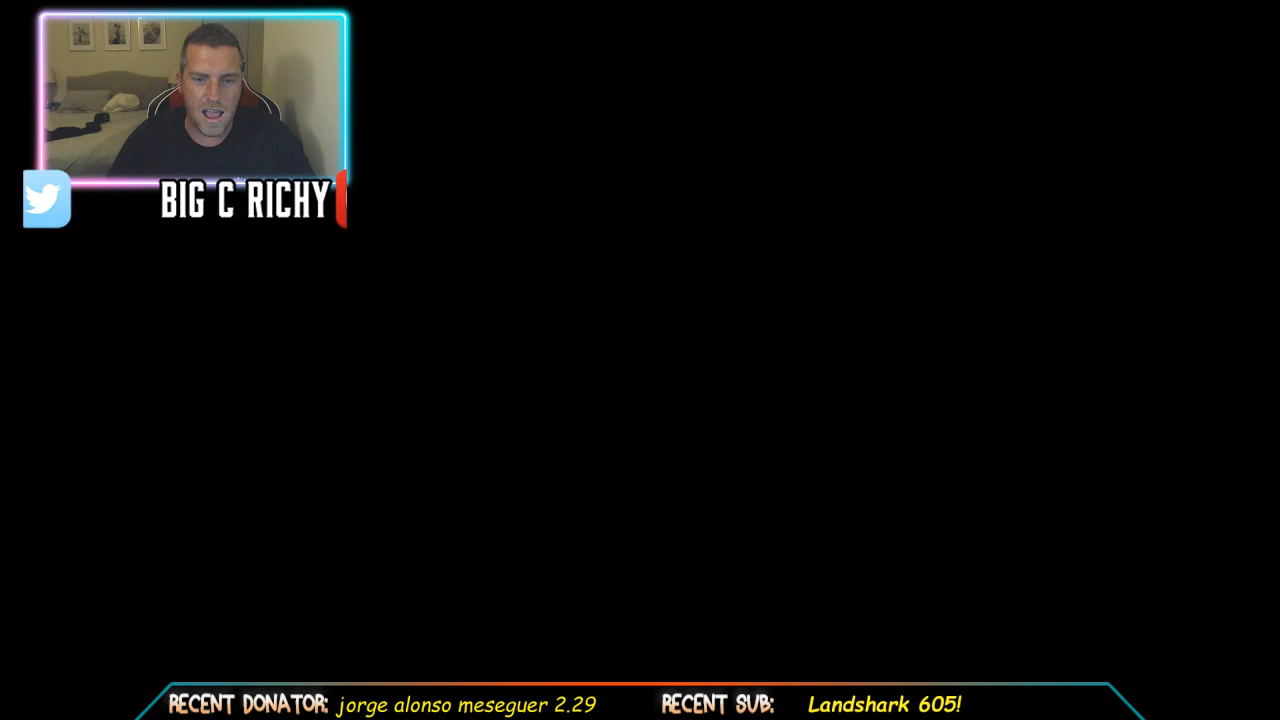 BIG C RICHY
RECENT DONATOR: jorge alonso meseguer 2.29 RECENT SUB: Landshark 605!